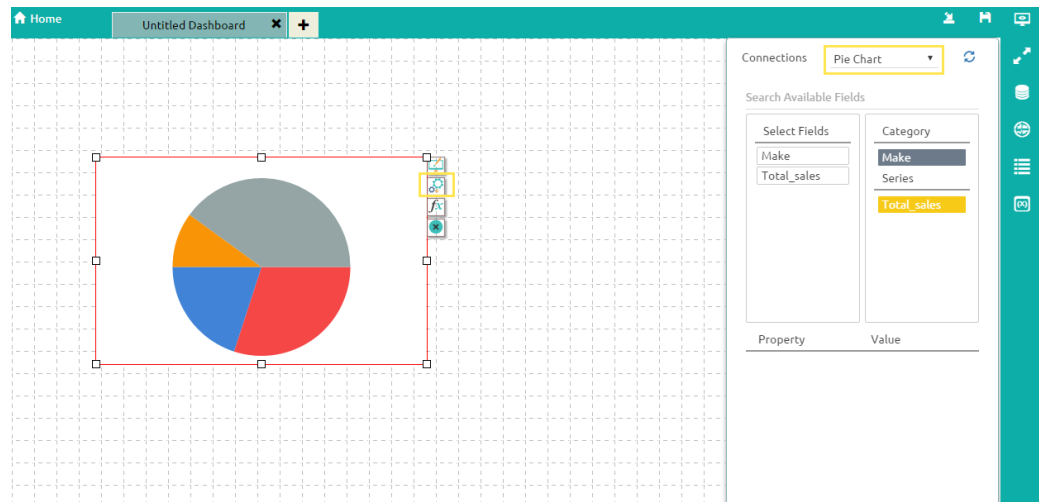 Home
Untitled Dashboard
Connections Pie Chart
Search Available Fields
Select Fields Category
Make Make
Total_sales Series
Total_sales
fx
Property Value